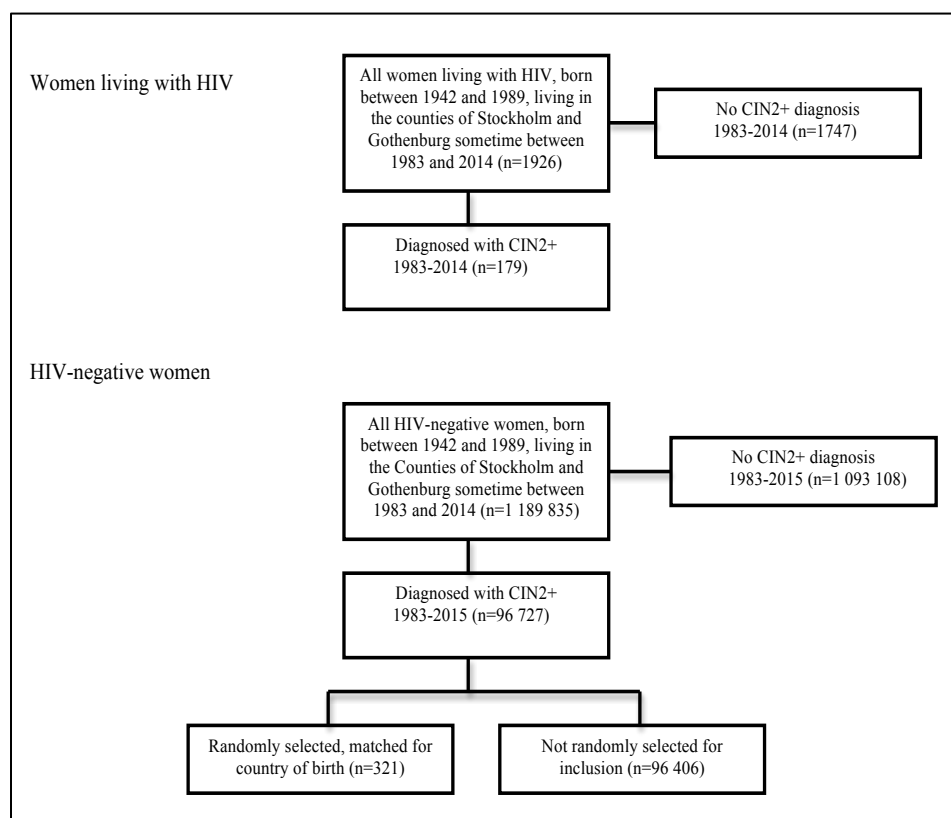 Women living with HIV
All women living with HIV, born
between 1942 and 1989, living in
the counties of Stockholm and
Gothenburg sometime between
1983 and 2014 (n=1926)
No CIN2+ diagnosis
1983-2014 (n=1747)
Diagnosed with CIN2+
1983-2014 (n=179)
HIV-negative women
All HIV-negative women, born
between 1942 and 1989, living in
the Counties of Stockholm and
Gothenburg sometime between
1983 and 2014 (n=1 189 835)
No CIN2+ diagnosis
1983-2015 (n=1 093 108)
Diagnosed with CIN2+
1983-2015 (n=96 727)
Randomly selected, matched for
country of birth (n=321)
Not randomly selected for
inclusion (n=96 406)